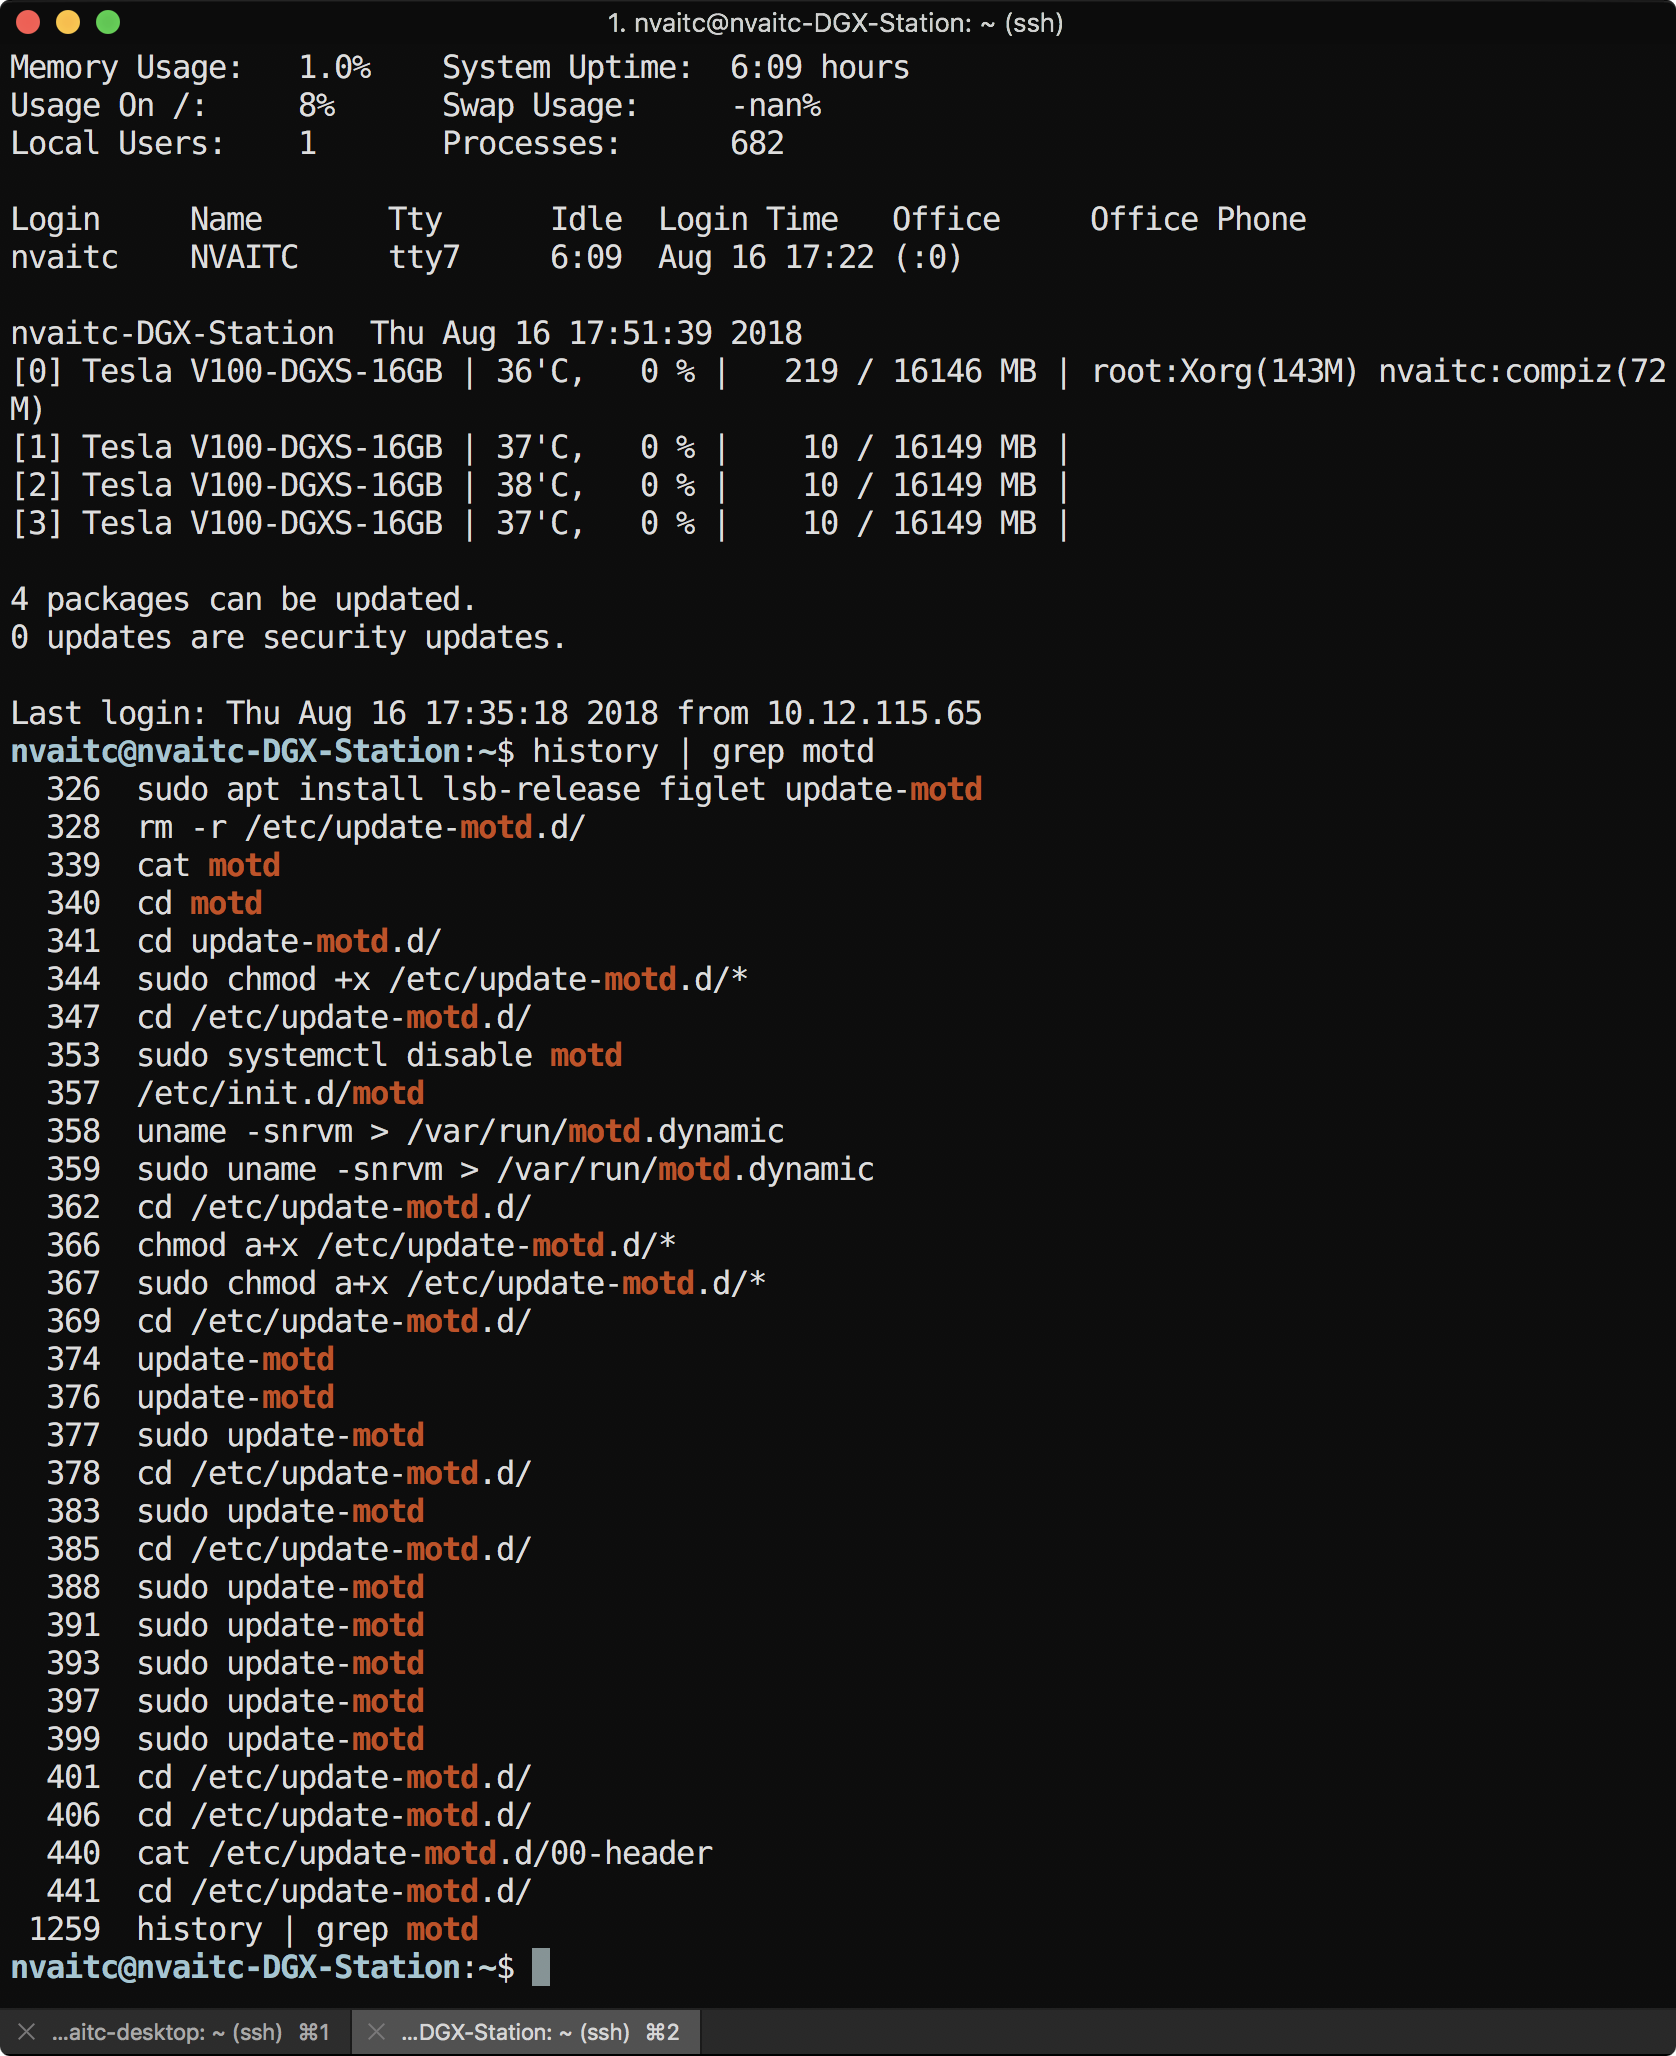 1. nvaitc@nvaitc-DGX-Station: ~ (ssh)
Memory Usage:   1.0%    System Uptime:  6:09 hours
Usage On /:     8%      Swap Usage:     -nan%
Local Users:    1       Processes:      682

Login     Name       Tty      Idle  Login Time   Office     Office Phone
nvaitc    NVAITC     tty7     6:09  Aug 16 17:22 (:0)

nvaitc-DGX-Station  Thu Aug 16 17:51:39 2018
[0] Tesla V100-DGXS-16GB | 36'C,   0 % |   219 / 16146 MB | root:Xorg(143M) nvaitc:compiz(72
M)
[1] Tesla V100-DGXS-16GB | 37'C,   0 % |    10 / 16149 MB |
[2] Tesla V100-DGXS-16GB | 38'C,   0 % |    10 / 16149 MB |
[3] Tesla V100-DGXS-16GB | 37'C,   0 % |    10 / 16149 MB |

4 packages can be updated.
0 updates are security updates.

Last login: Thu Aug 16 17:35:18 2018 from 10.12.115.65
nvaitc@nvaitc-DGX-Station:~$ history | grep motd
  326  sudo apt install lsb-release figlet update-motd
  328  rm -r /etc/update-motd.d/
  339  cat motd
  340  cd motd
  341  cd update-motd.d/
  344  sudo chmod +x /etc/update-motd.d/*
  347  cd /etc/update-motd.d/
  353  sudo systemctl disable motd
  357  /etc/init.d/motd
  358  uname -snrvm > /var/run/motd.dynamic
  359  sudo uname -snrvm > /var/run/motd.dynamic
  362  cd /etc/update-motd.d/
  366  chmod a+x /etc/update-motd.d/*
  367  sudo chmod a+x /etc/update-motd.d/*
  369  cd /etc/update-motd.d/
  374  update-motd
  376  update-motd
  377  sudo update-motd
  378  cd /etc/update-motd.d/
  383  sudo update-motd
  385  cd /etc/update-motd.d/
  388  sudo update-motd
  391  sudo update-motd
  393  sudo update-motd
  397  sudo update-motd
  399  sudo update-motd
  401  cd /etc/update-motd.d/
  406  cd /etc/update-motd.d/
  440  cat /etc/update-motd.d/00-header
  441  cd /etc/update-motd.d/
 1259  history | grep motd
nvaitc@nvaitc-DGX-Station:~$
...aitc-desktop: ~ (ssh) ⌘1 ...DGX-Station: ~ (ssh) ⌘2